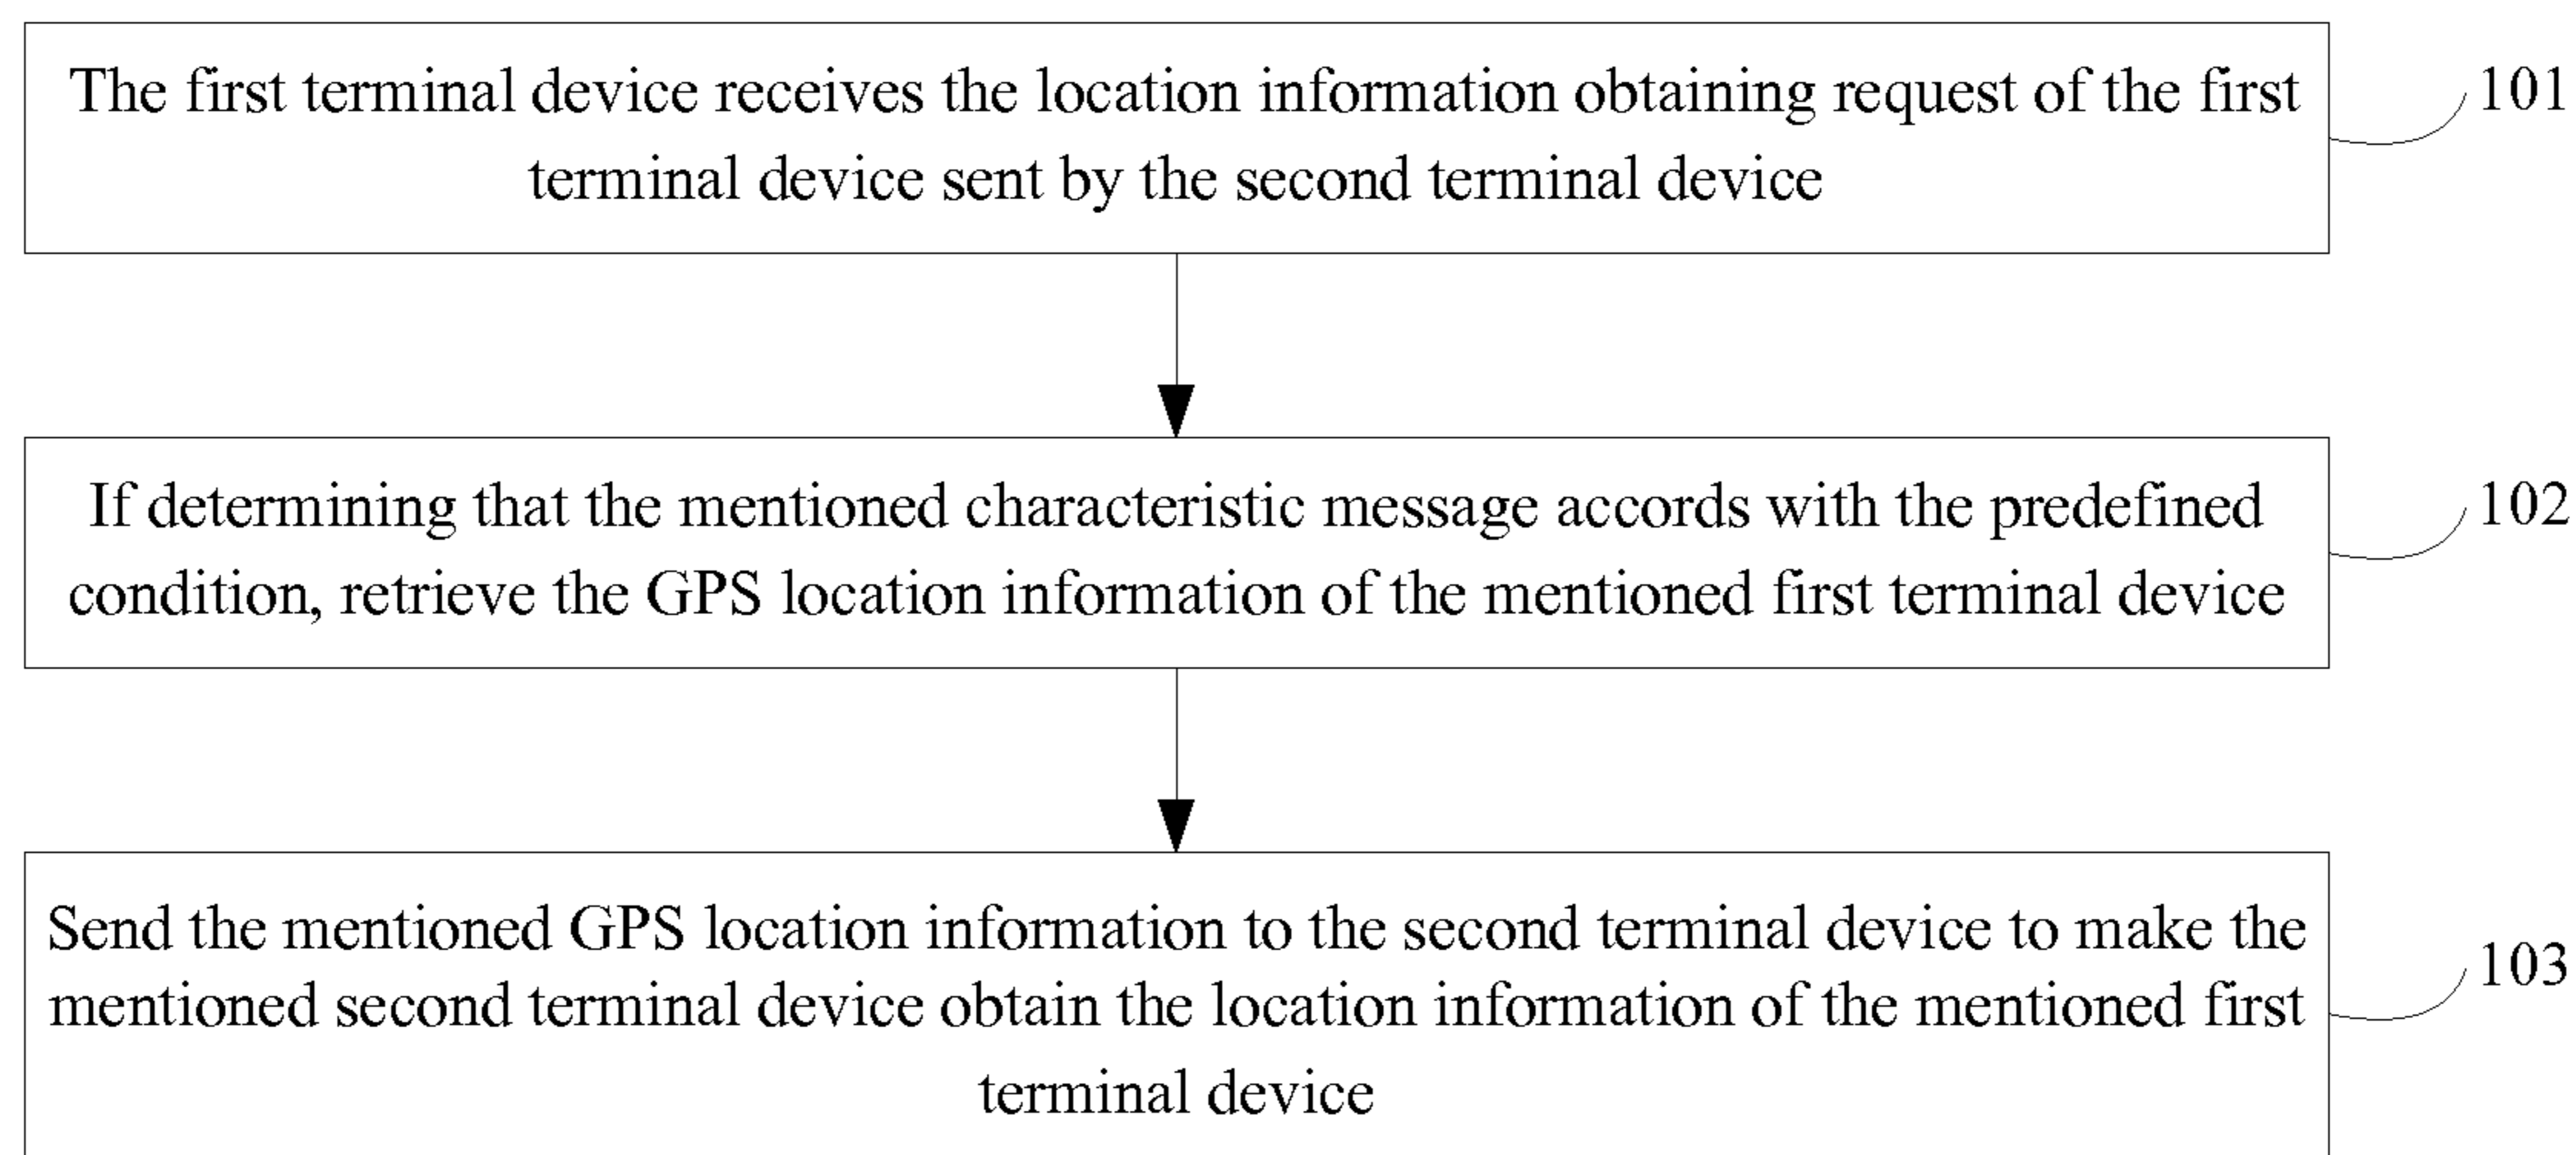 The first terminal device receives the location information obtaining request of the first
terminal device sent by the second terminal device
101
If determining that the mentioned characteristic message accords with the predefined
condition, retrieve the GPS location information of the mentioned first terminal device
102
Send the mentioned GPS location information to the second terminal device to make the
mentioned second terminal device obtain the location information of the mentioned first
terminal device
103